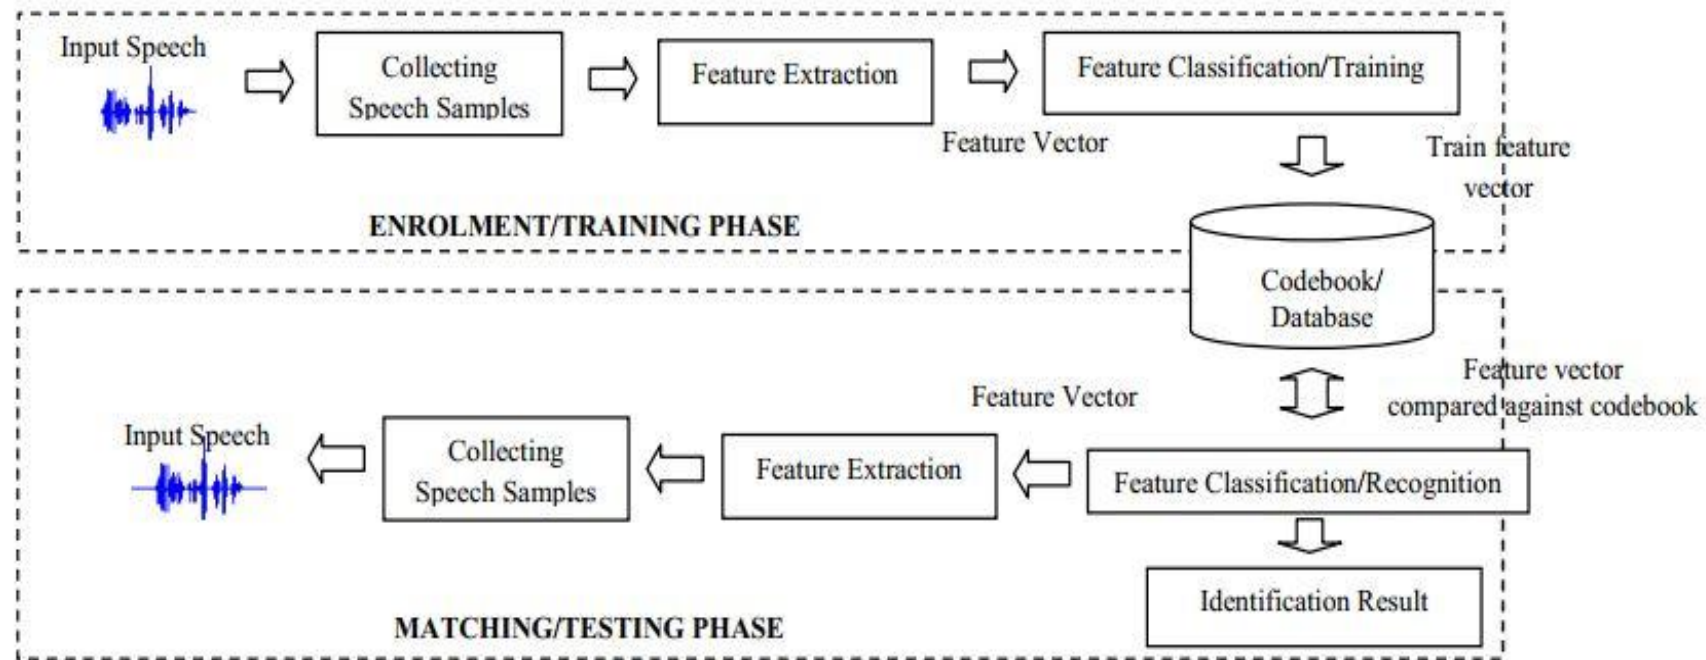 Input Speech
Collecting
Speech Samples
Feature Extraction
Feature Classification/Training
Feature Vector
Train feature
vector
ENROLMENT/TRAINING PHASE
Codebook/
Database
Feature vector
compared against codebook
Feature Vector
Input Speech
Collecting
Speech Samples
Feature Extraction
Feature Classification/Recognition
Identification Result
MATCHING/TESTING PHASE